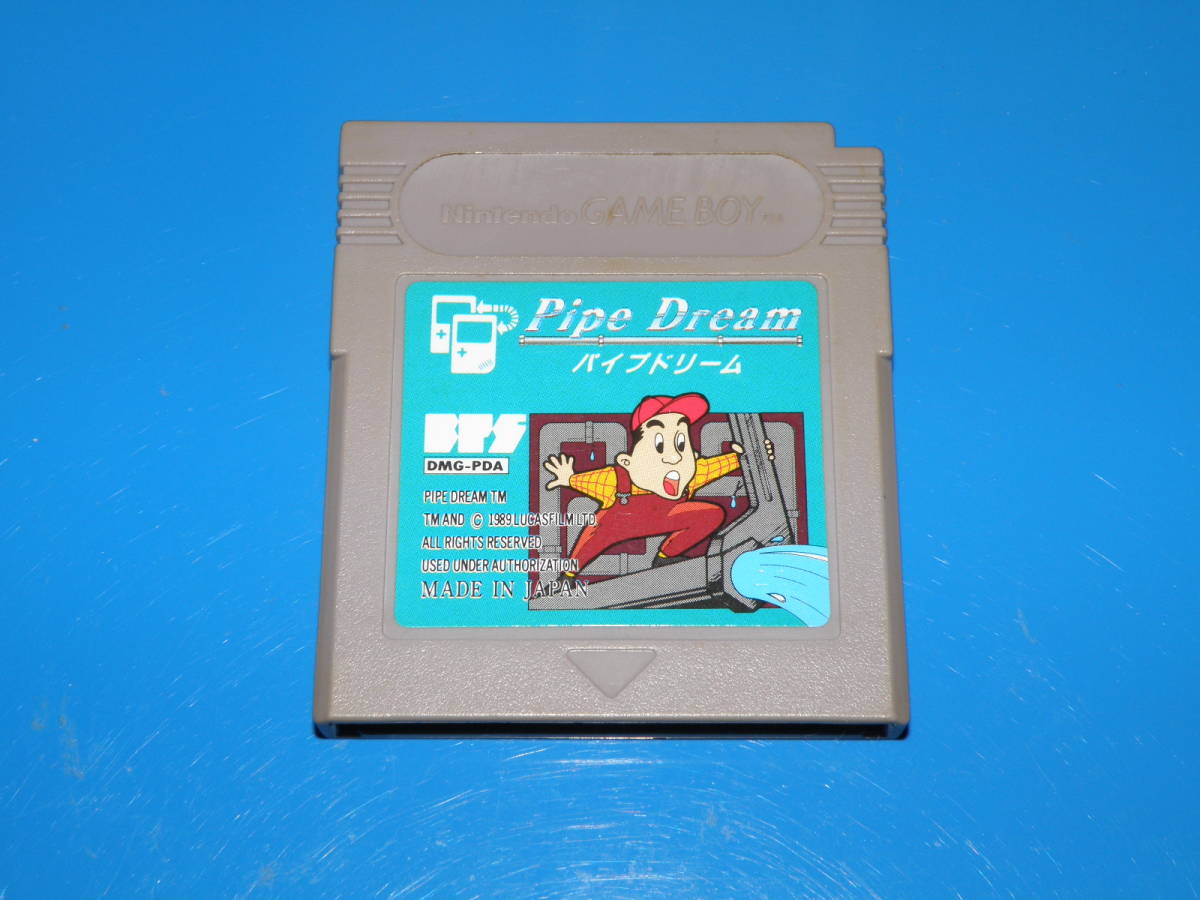 Nintendo GAME BOY TM
Pipe Dream
パイプドリーム
BPS
DMG-PDA
PIPE DREAM TM
TM AND © 1989 LUCASFILM LTD.
ALL RIGHTS RESERVED.
USED UNDER AUTHORIZATION
MADE IN JAPAN